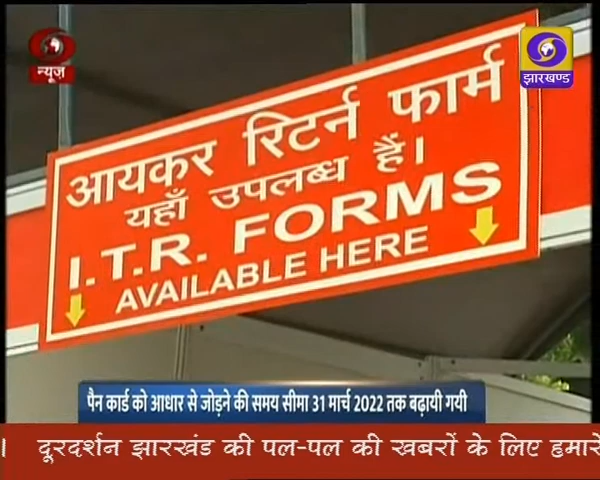 न्यूज़
झारखण्ड
आयकर रिटर्न फार्म
यहाँ उपलब्ध हैं।
I.T.R. FORMS
AVAILABLE HERE
पैन कार्ड को आधार से जोड़ने की समय सीमा 31 मार्च 2022 तक बढ़ायी गयी
। दूरदर्शन झारखंड की पल-पल की खबरों के लिए हमारे